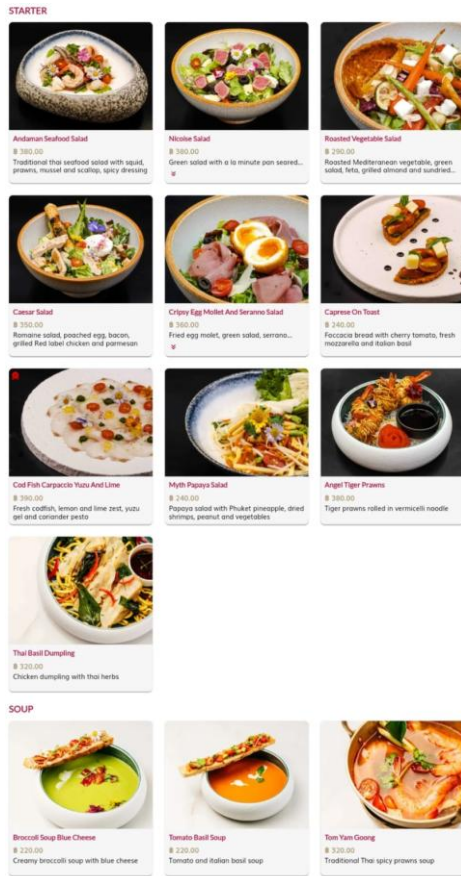 STARTER
Andaman Seafood Salad
฿ 380.00
Traditional thai seafood salad with squid,
prawns, mussel and scallop, spicy dressing
Nicoise Salad
฿ 380.00
Green salad with a la minute pan seared...
Roasted Vegetable Salad
฿ 290.00
Roasted Mediteranean vegetable, green
salad, feta, grilled almond and sundried...
Caesar Salad
฿ 350.00
Romaine salad, poached egg, bacon,
grilled Red label chicken and parmesan
Cripsy Egg Mollet And Seranno Salad
฿ 360.00
Fried egg molet, green salad, serrano...
Caprese On Toast
฿ 240.00
Foccacia bread with cherry tomato, fresh
mozzarella and italian basil
Cod Fish Carpaccio Yuzu And Lime
฿ 390.00
Fresh codfish, lemon and lime zest, yuzu
gel and coriander pesto
Myth Papaya Salad
฿ 240.00
Papaya salad with Phuket pineapple, dried
shrimps, peanut and vegetables
Angel Tiger Prawns
฿ 380.00
Tiger prawns rolled in vermicelli noodle
Thai Basil Dumpling
฿ 320.00
Chicken dumpling with thai herbs
SOUP
Broccoli Soup Blue Cheese
฿ 220.00
Creamy broccoli soup with blue cheese
Tomato Basil Soup
฿ 220.00
Tomato and italian basil soup
Tom Yam Goong
฿ 320.00
Traditional Thai spicy prawns soup